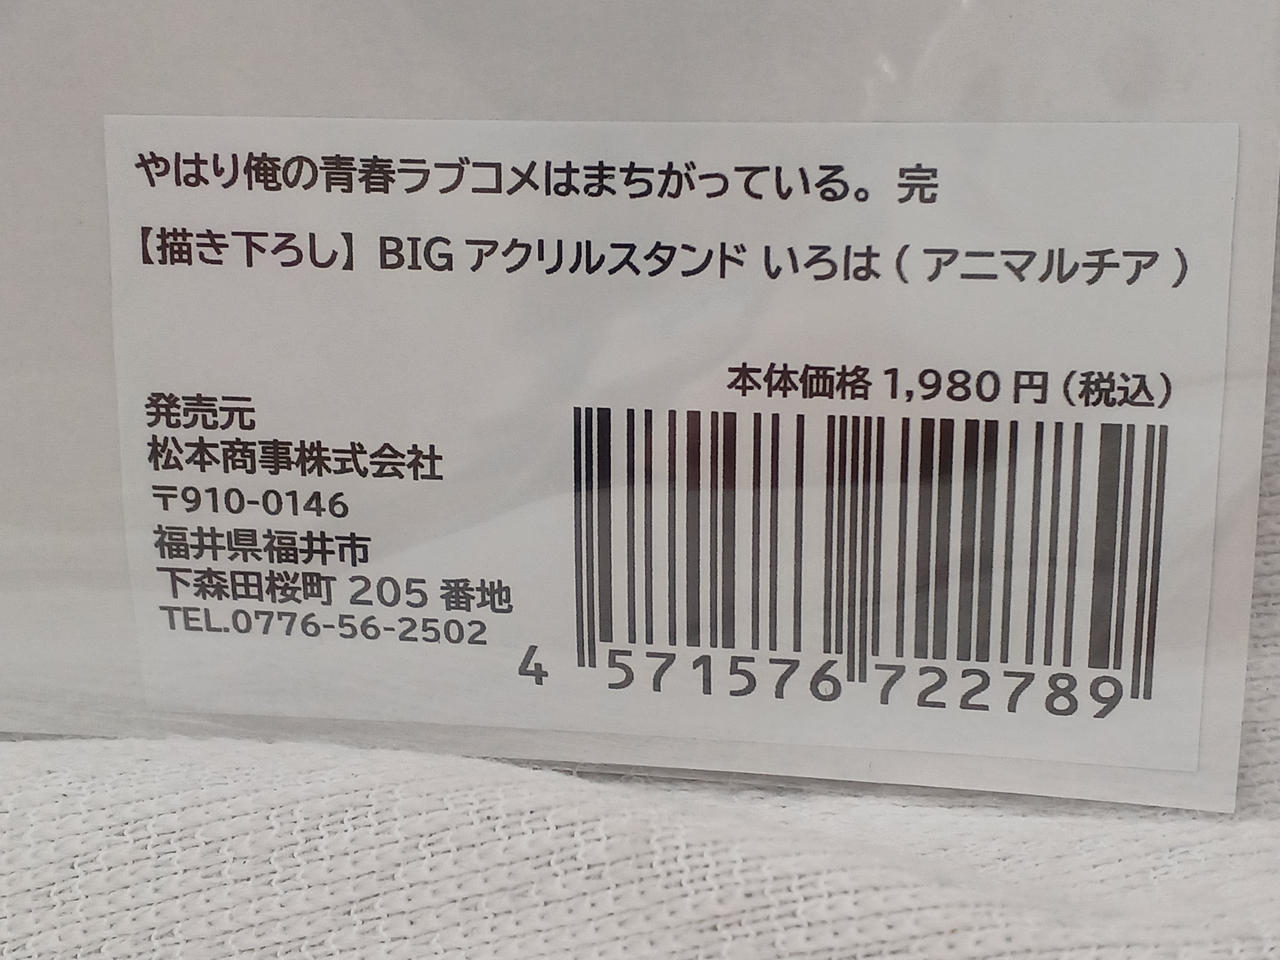 やはり俺の青春ラブコメはまちがっている。完
【描き下ろし】BIGアクリルスタンド いろは(アニマルチア)
本体価格 1,980 円(税込)
発売元
松本商事株式会社
〒910-0146
福井県福井市
下森田桜町 205 番地
TEL.0776-56-2502
4 571576 722789